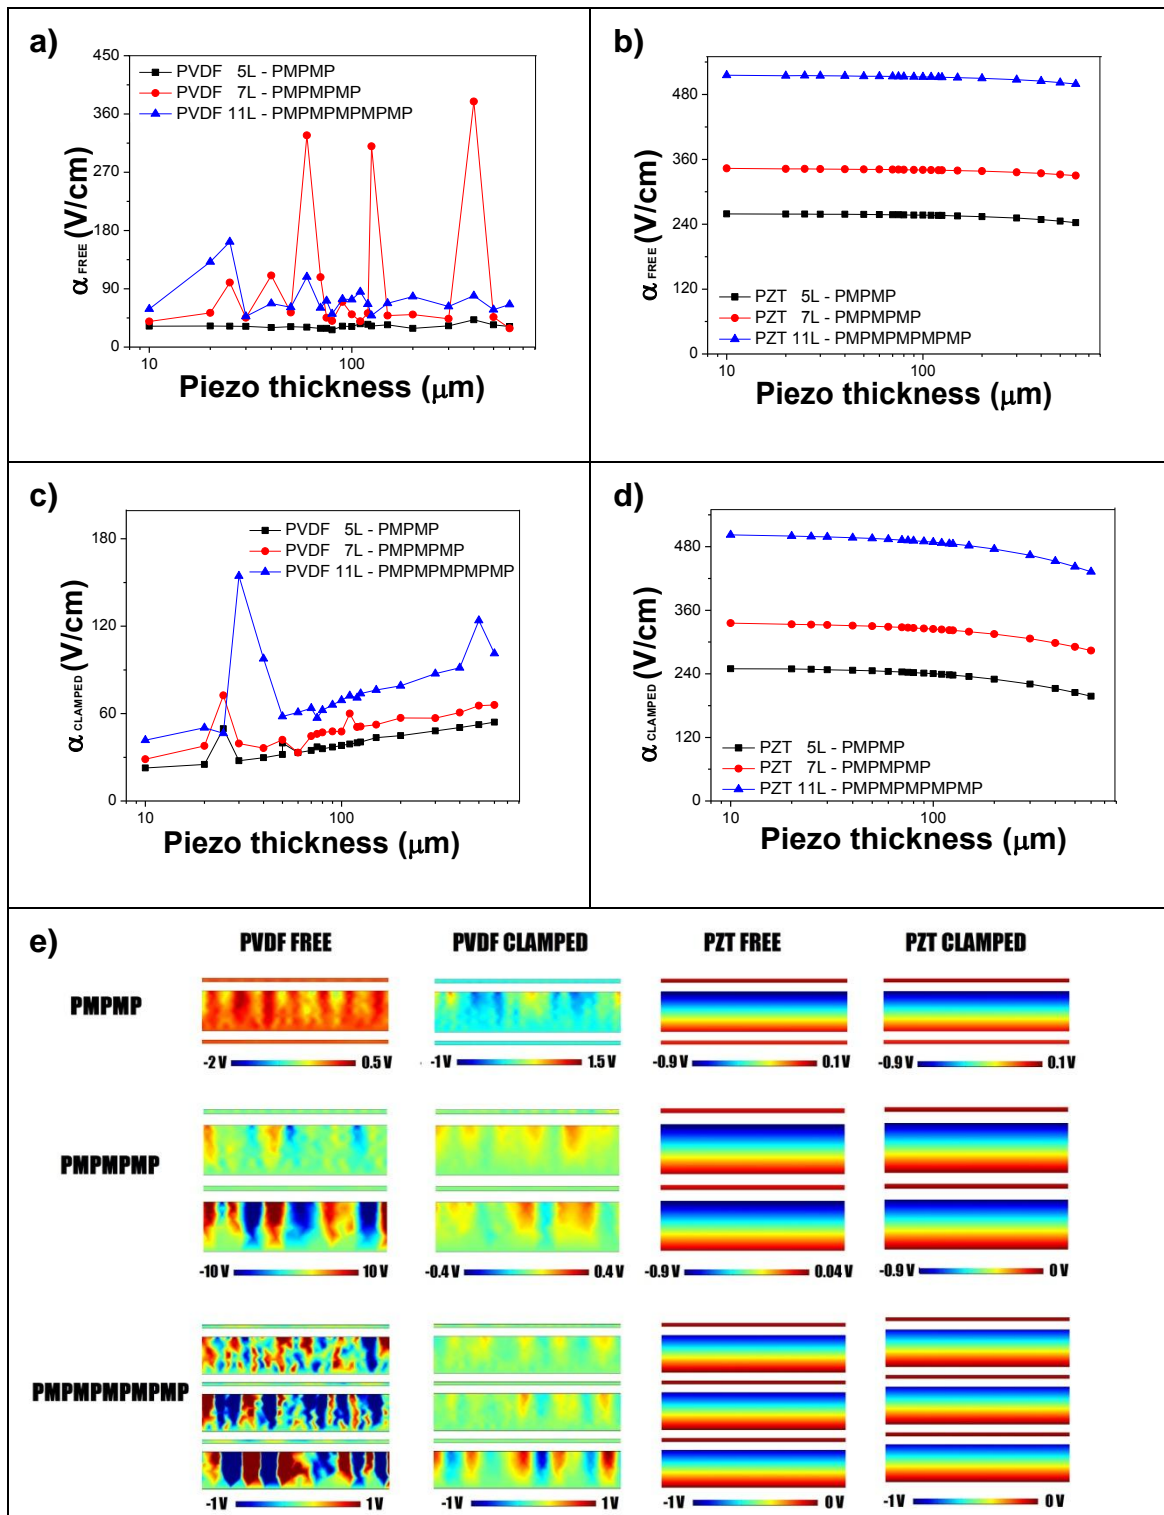 a)
450
360
270
180
90
0
α FREE (V/cm)
PVDF 5L - PMPMP
PVDF 7L - PMPMPMP
PVDF 11L - PMPMPMPMPMP
10 100
Piezo thickness (μm)
b)
480
360
240
120
0
α FREE (V/cm)
PZT 5L - PMPMP
PZT 7L - PMPMPMP
PZT 11L - PMPMPMPMPMP
10 100
Piezo thickness (μm)
c)
180
120
60
0
α CLAMPED (V/cm)
PVDF 5L - PMPMP
PVDF 7L - PMPMPMP
PVDF 11L - PMPMPMPMPMP
10 100
Piezo thickness (μm)
d)
480
360
240
120
0
α CLAMPED (V/cm)
PZT 5L - PMPMP
PZT 7L - PMPMPMP
PZT 11L - PMPMPMPMPMP
10 100
Piezo thickness (μm)
e)
PVDF FREE PVDF CLAMPED PZT FREE PZT CLAMPED
PMPMP
-2 V 0.5 V -1 V 1.5 V -0.9 V 0.1 V -0.9 V 0.1 V
PMPMPMP
-10 V 10 V -0.4 V 0.4 V -0.9 V 0.04 V -0.9 V 0 V
PMPMPMPMPMP
-1 V 1 V -1 V 1 V -1 V 0 V -1 V 0 V